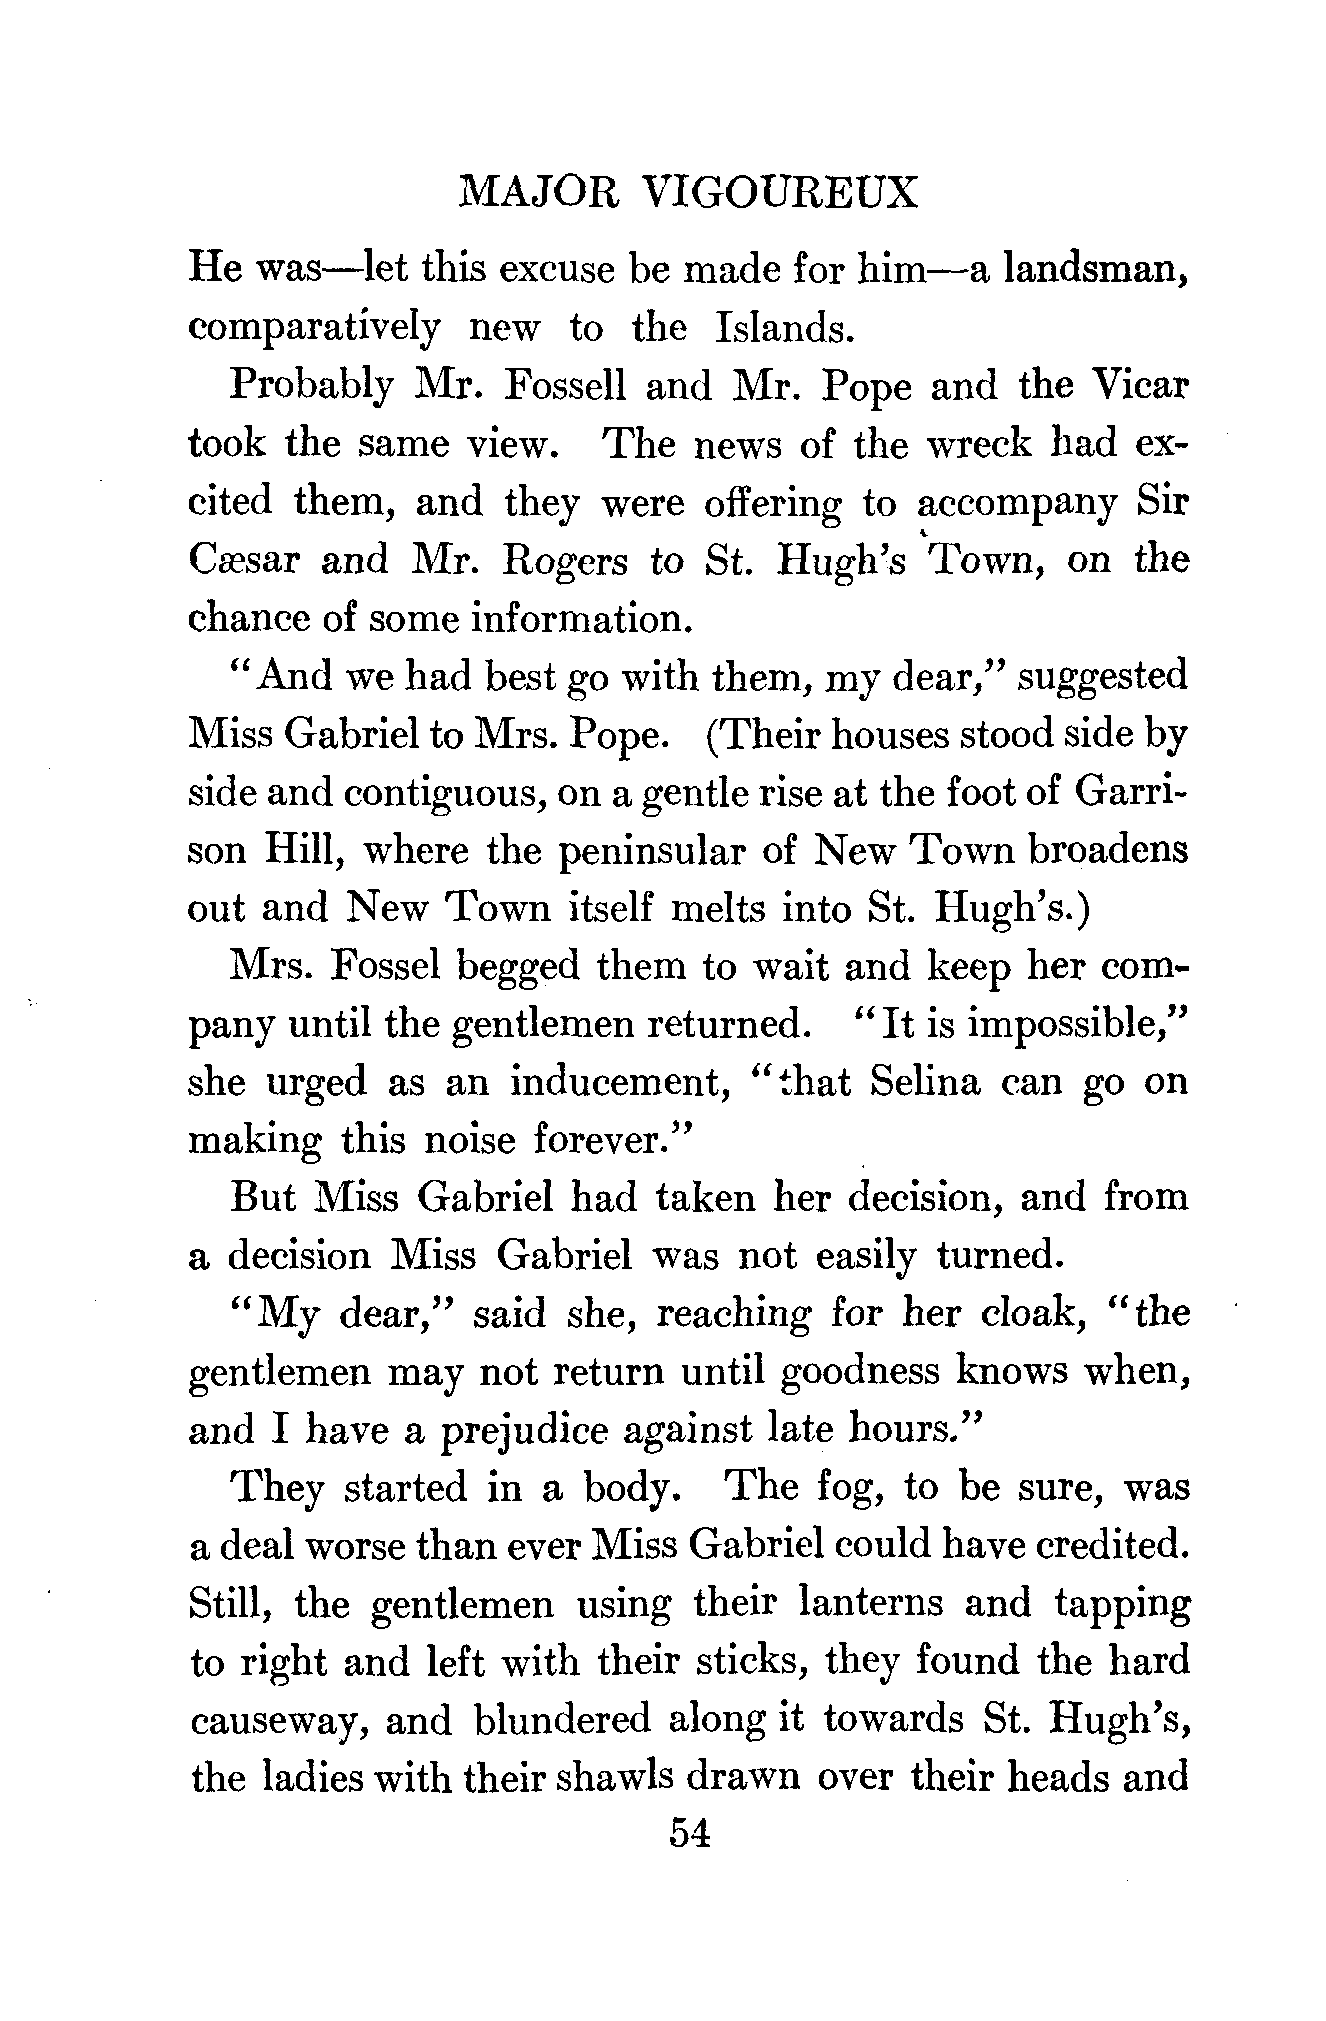 MAJOR VIGOUREUX
He was—let this excuse be made for him—a landsman,
comparatively new to the Islands.
Probably Mr. Fossell and Mr. Pope and the Vicar
took the same view. The news of the wreck had ex-
cited them, and they were offering to accompany Sir
Cæsar and Mr. Rogers to St. Hugh's Town, on the
chance of some information.
"And we had best go with them, my dear," suggested
Miss Gabriel to Mrs. Pope. (Their houses stood side by
side and contiguous, on a gentle rise at the foot of Garri-
son Hill, where the peninsular of New Town broadens
out and New Town itself melts into St. Hugh's.)
Mrs. Fossel begged them to wait and keep her com-
pany until the gentlemen returned. "It is impossible,"
she urged as an inducement, "that Selina can go on
making this noise forever."
But Miss Gabriel had taken her decision, and from
a decision Miss Gabriel was not easily turned.
"My dear," said she, reaching for her cloak, "the
gentlemen may not return until goodness knows when,
and I have a prejudice against late hours."
They started in a body. The fog, to be sure, was
a deal worse than ever Miss Gabriel could have credited.
Still, the gentlemen using their lanterns and tapping
to right and left with their sticks, they found the hard
causeway, and blundered along it towards St. Hugh's,
the ladies with their shawls drawn over their heads and
54